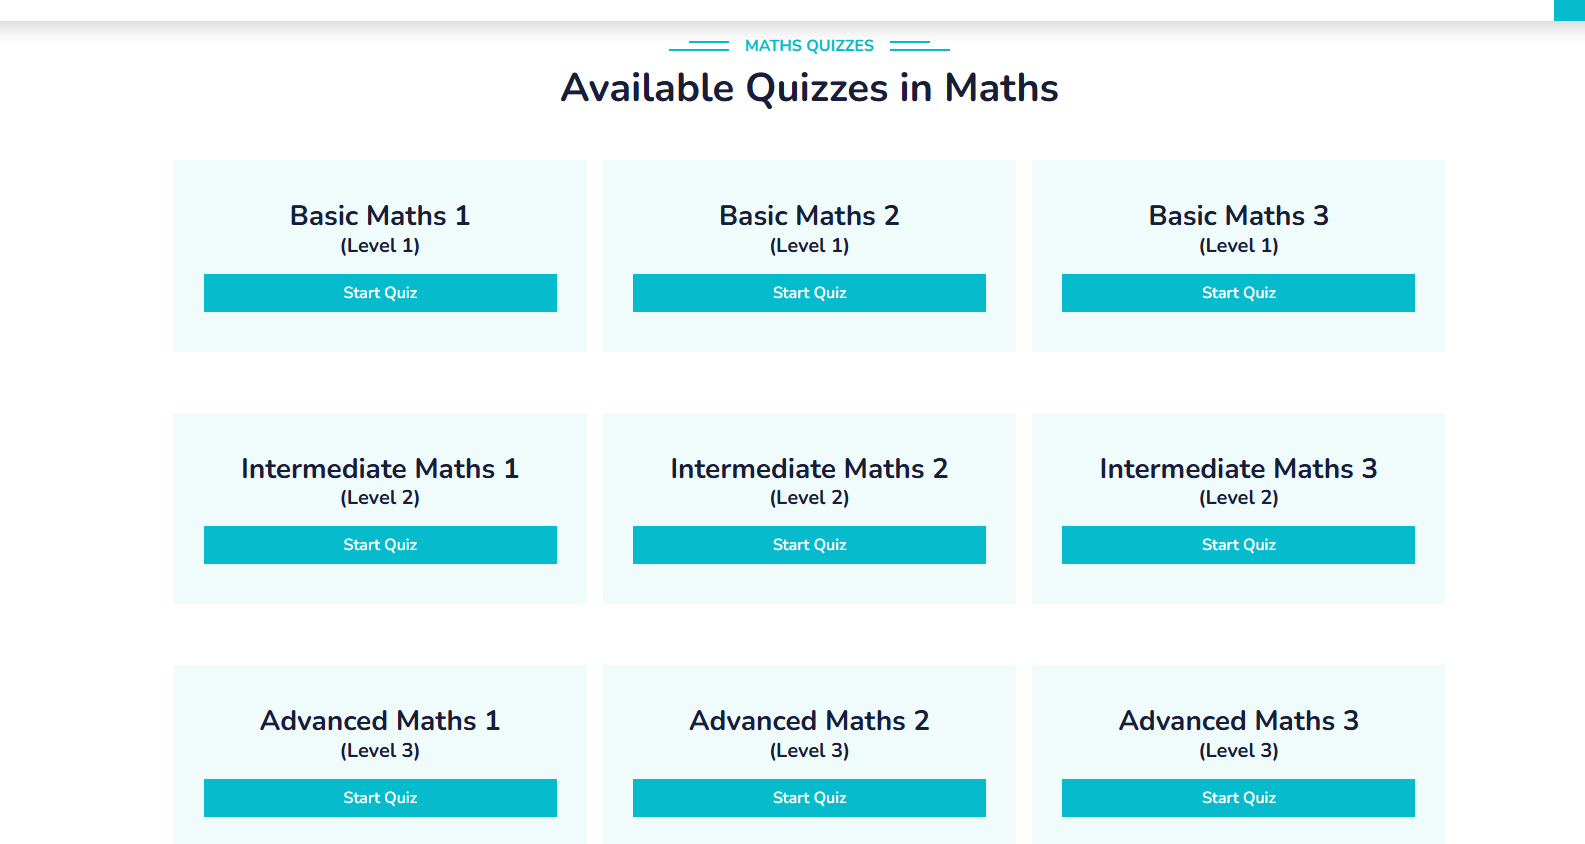 MATHS QUIZZES
Available Quizzes in Maths
Basic Maths 1
(Level 1)
Start Quiz
Basic Maths 2
(Level 1)
Start Quiz
Basic Maths 3
(Level 1)
Start Quiz
Intermediate Maths 1
(Level 2)
Start Quiz
Intermediate Maths 2
(Level 2)
Start Quiz
Intermediate Maths 3
(Level 2)
Start Quiz
Advanced Maths 1
(Level 3)
Start Quiz
Advanced Maths 2
(Level 3)
Start Quiz
Advanced Maths 3
(Level 3)
Start Quiz